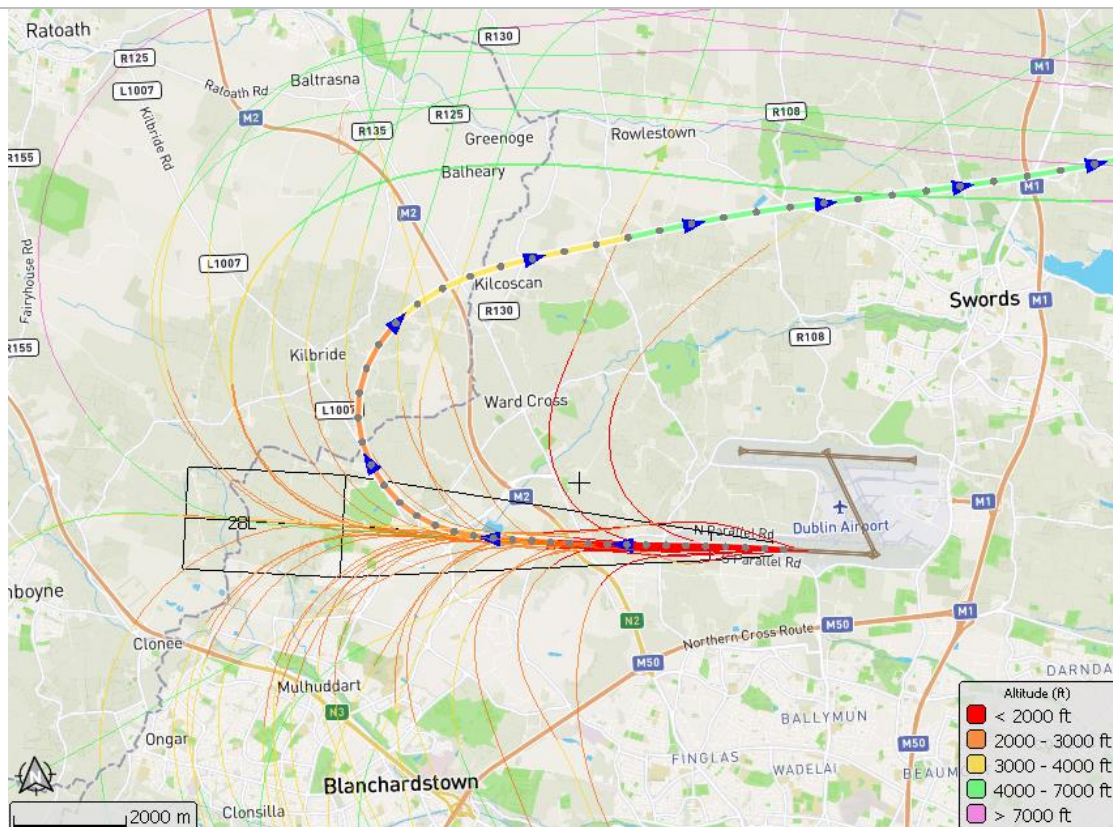 Ratoath
R130
M1
R125
Baltrasna
L1007
Ratoath Rd
M2
R125
R108
R135
Greenoge
Rowlestown
Kilbride Rd
R155
Balheary
M1
M2
Fairyhouse Rd
L1007
Kilcoscan
Swords
M1
R130
R155
R108
Kilbride
L1007
Ward Cross
M2
M1
28L
N Parallel Rd
Dublin Airport
S Parallel Rd
nboyne
M1
N2
M50
Clonee
Northern Cross Route
M50
DARNDA
Mulhuddart
Altitude (ft)
N3
< 2000 ft
BALLYMUN
2000 - 3000 ft
Ongar
M50
3000 - 4000 ft
FINGLAS
WADELAI
BEAUM
4000 - 7000 ft
N
Blanchardstown
> 7000 ft
2000 m
Clonsilla